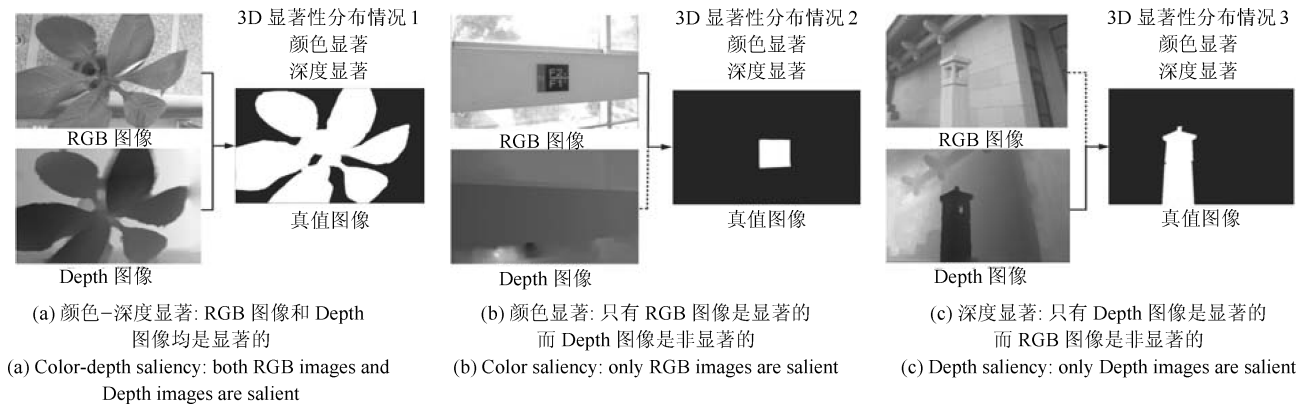 3D 显著性分布情况 1
颜色显著
深度显著
RGB 图像
真值图像
Depth 图像
(a) 颜色−深度显著: RGB 图像和 Depth
图像均是显著的
(a) Color-depth saliency: both RGB images and
Depth images are salient
3D 显著性分布情况 2
颜色显著
深度显著
F2
F1
RGB 图像
真值图像
Depth 图像
(b) 颜色显著: 只有 RGB 图像是显著的
而 Depth 图像是非显著的
(b) Color saliency: only RGB images are salient
3D 显著性分布情况 3
颜色显著
深度显著
RGB 图像
真值图像
Depth 图像
(c) 深度显著: 只有 Depth 图像是显著的
而 RGB 图像是非显著的
(c) Depth saliency: only Depth images are salient